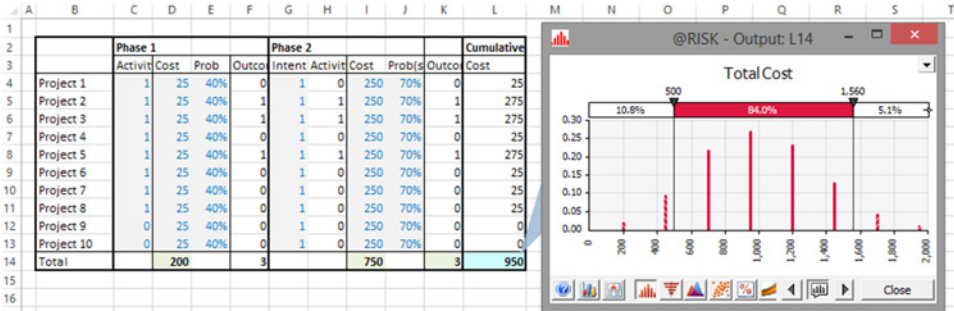 A B C D E F G H I J K L M N O P Q R S T
1
2 Phase 1 Phase 2 Cumulative
3 Activit Cost Prob Outcor Intent Activit Cost Prob(s Outcor Cost
4 Project 1 1 25 40% 0 1 0 250 70% 0 25
5 Project 2 1 25 40% 1 1 1 250 70% 1 275
6 Project 3 1 25 40% 1 1 1 250 70% 1 275
7 Project 4 1 25 40% 0 1 0 250 70% 0 25
8 Project 5 1 25 40% 1 1 1 250 70% 1 275
9 Project 6 1 25 40% 0 1 0 250 70% 0 25
10 Project 7 1 25 40% 0 1 0 250 70% 0 25
11 Project 8 1 25 40% 0 1 0 250 70% 0 25
12 Project 9 0 25 40% 0 1 0 250 70% 0 0
13 Project 10 0 25 40% 0 1 0 250 70% 0 0
14 Total 200 3 750 3 950
15
16
@RISK - Output: L14
Total Cost
500 1,560
10.8% 84.0% 5.1%
0.30
0.25
0.20
0.15
0.10
0.05
0.00
0 200 400 600 800 1,000 1,200 1,400 1,600 1,800 2,000
Close